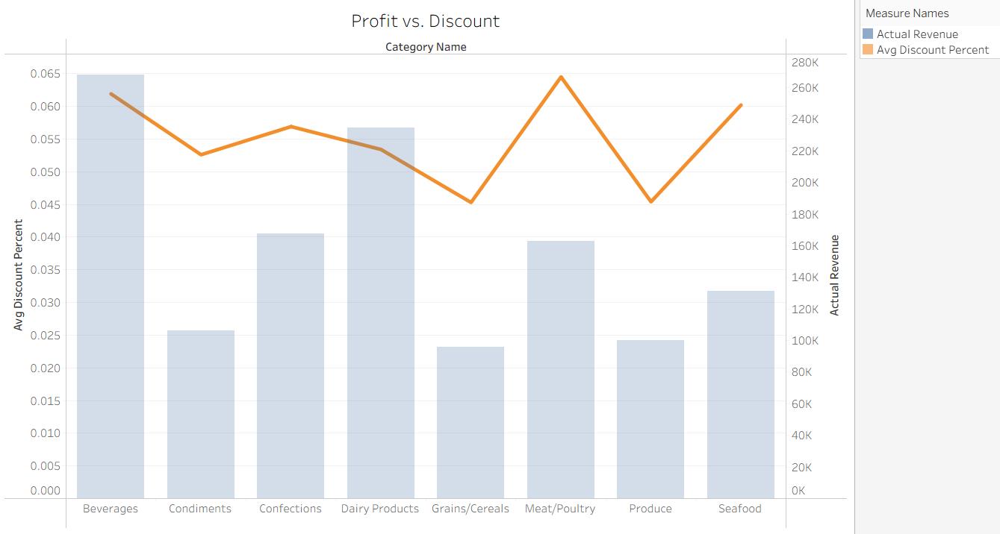 Profit vs. Discount
Category Name
Measure Names
Actual Revenue
Avg Discount Percent
Avg Discount Percent
0.065
0.060
0.055
0.050
0.045
0.040
0.035
0.030
0.025
0.020
0.015
0.010
0.005
0.000
280K
260K
240K
220K
200K
180K
160K
140K
120K
100K
80K
60K
40K
20K
0K
Actual Revenue
Beverages Condiments Confections Dairy Products Grains/Cereals Meat/Poultry Produce Seafood